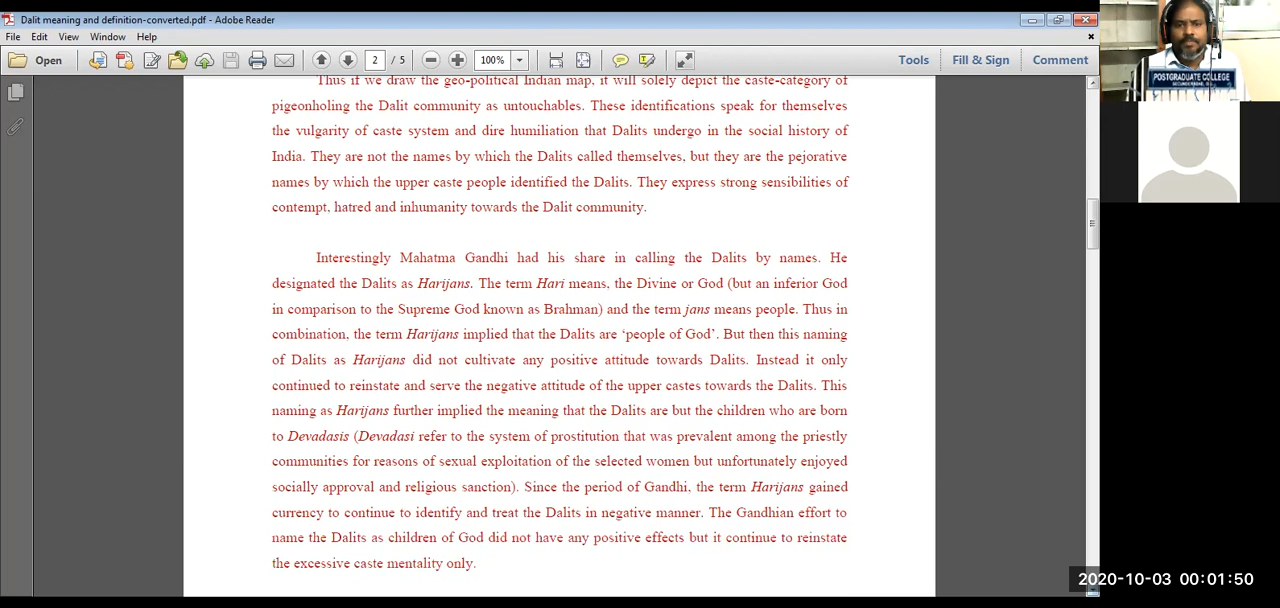 Dalit meaning and definition-converted.pdf - Adobe Reader
File Edit View Window Help
Open 2 / 5 100% Tools Fill & Sign Comment
Thus if we draw the geo-political Indian map, it will solely depict the caste-category of
pigeonholing the Dalit community as untouchables. These identifications speak for themselves
the vulgarity of caste system and dire humiliation that Dalits undergo in the social history of
India. They are not the names by which the Dalits called themselves, but they are the pejorative
names by which the upper caste people identified the Dalits. They express strong sensibilities of
contempt, hatred and inhumanity towards the Dalit community.
Interestingly Mahatma Gandhi had his share in calling the Dalits by names. He
designated the Dalits as Harijans. The term Hari means, the Divine or God (but an inferior God
in comparison to the Supreme God known as Brahman) and the term jans means people. Thus in
combination, the term Harijans implied that the Dalits are ‘people of God’. But then this naming
of Dalits as Harijans did not cultivate any positive attitude towards Dalits. Instead it only
continued to reinstate and serve the negative attitude of the upper castes towards the Dalits. This
naming as Harijans further implied the meaning that the Dalits are but the children who are born
to Devadasis (Devadasi refer to the system of prostitution that was prevalent among the priestly
communities for reasons of sexual exploitation of the selected women but unfortunately enjoyed
socially approval and religious sanction). Since the period of Gandhi, the term Harijans gained
currency to continue to identify and treat the Dalits in negative manner. The Gandhian effort to
name the Dalits as children of God did not have any positive effects but it continue to reinstate
the excessive caste mentality only.
POSTGRADUATE COLLEGE
2020-10-03 00:01:50